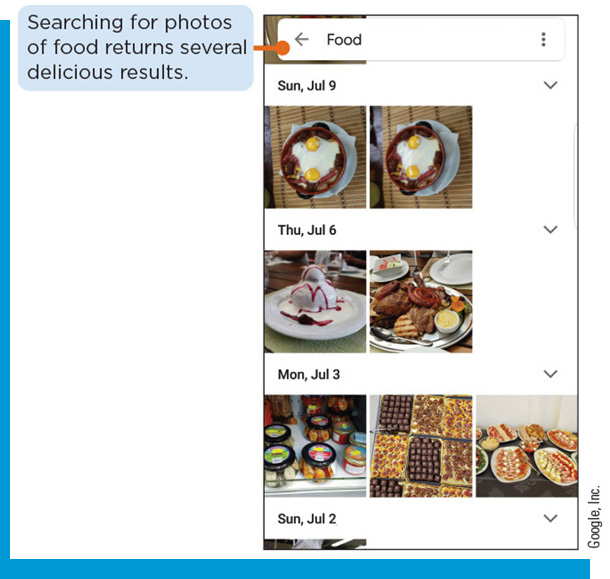 Searching for photos
of food returns several
delicious results.
Food
Sun, Jul 9
Thu, Jul 6
Mon, Jul 3
Sun, Jul 2
Google, Inc.